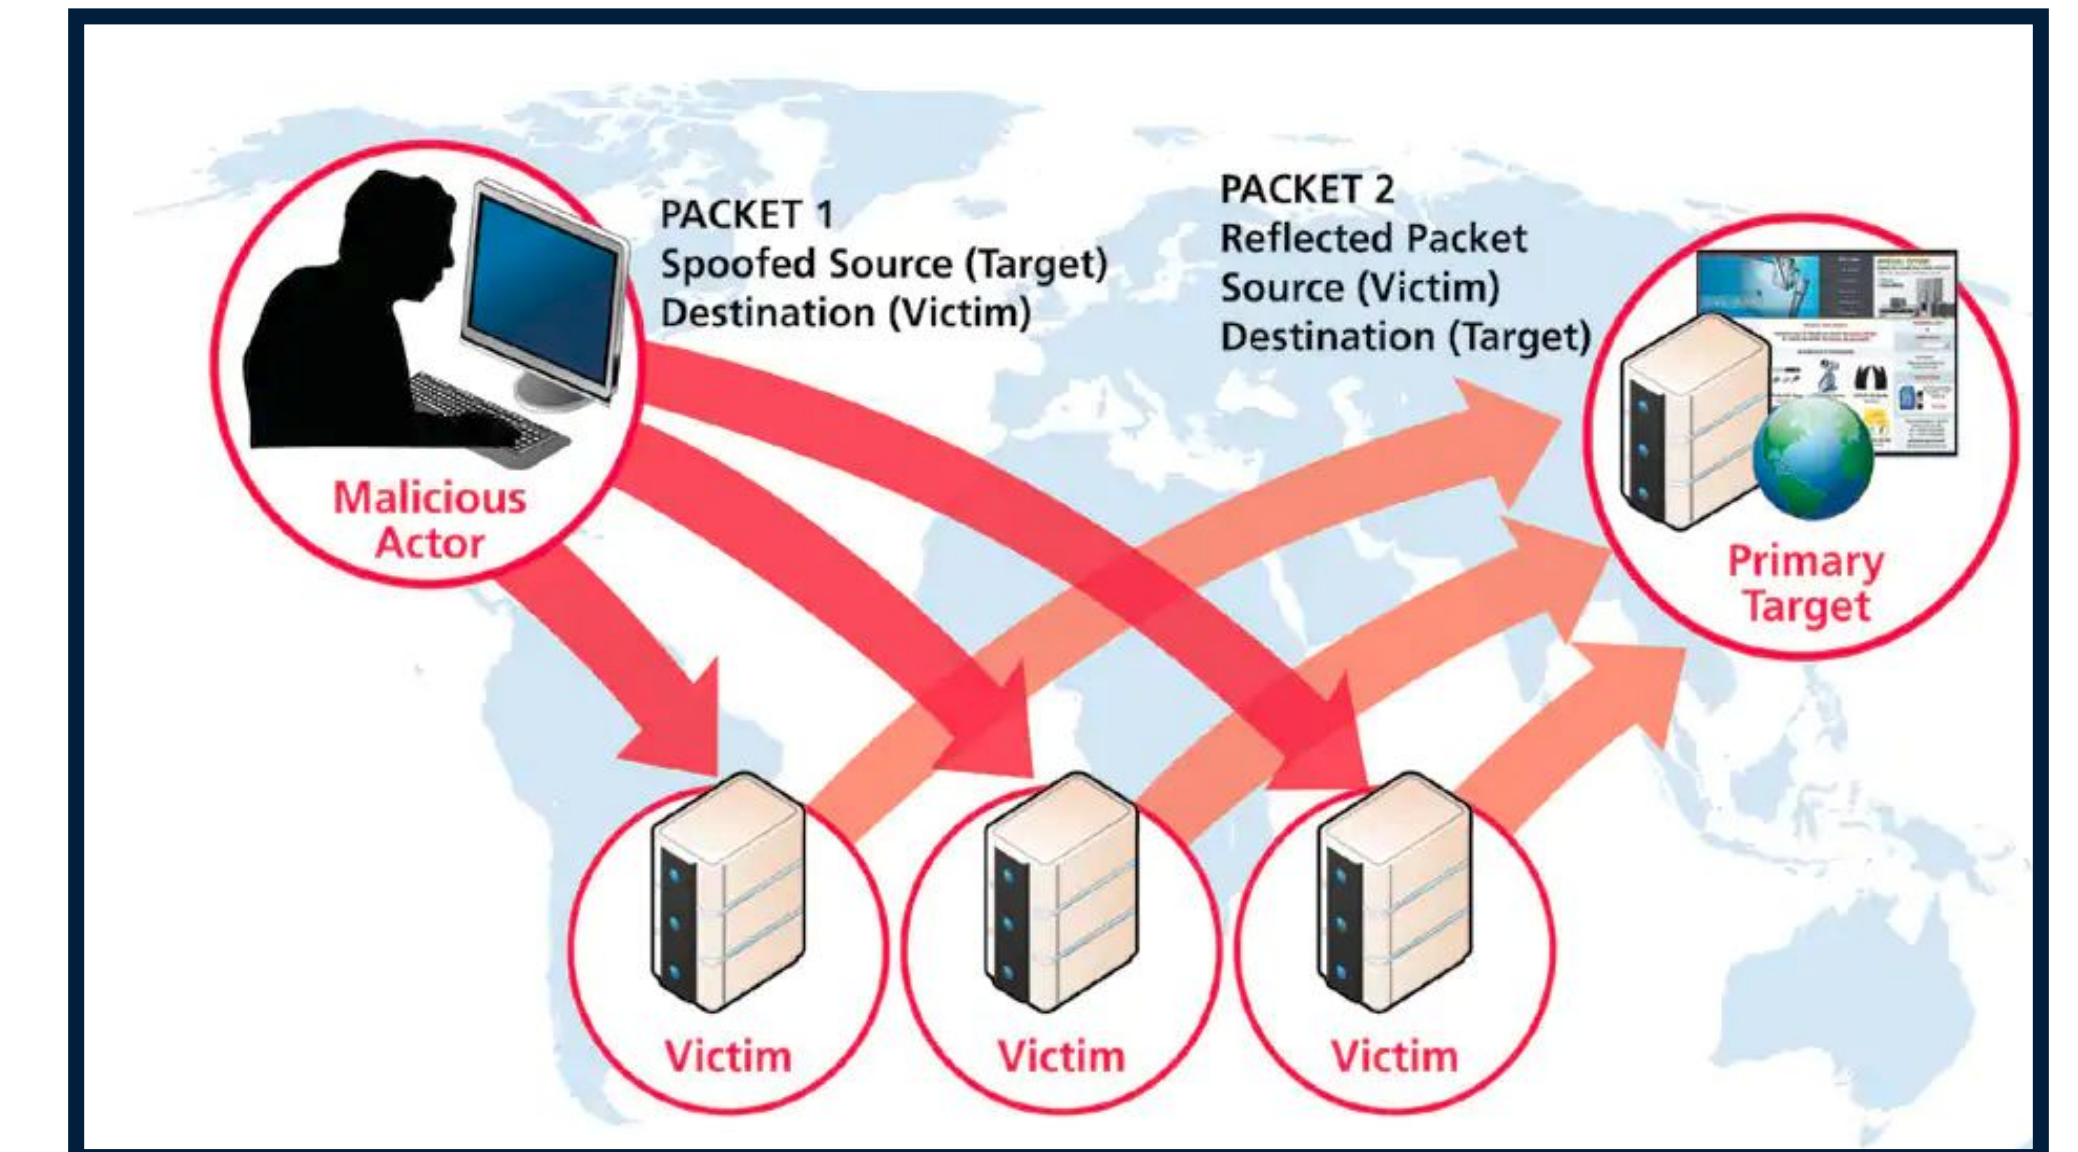 PACKET 1
Spoofed Source (Target)
Destination (Victim)
PACKET 2
Reflected Packet
Source (Victim)
Destination (Target)
Malicious
Actor
Primary
Target
Victim
Victim
Victim